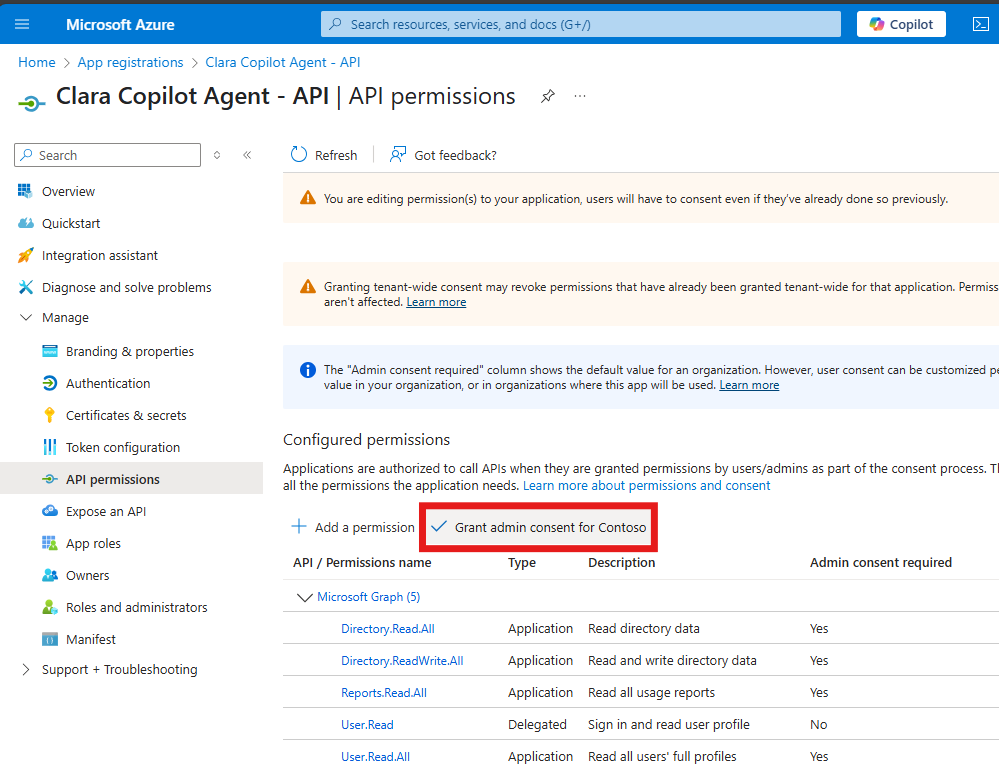 Microsoft Azure
Search resources, services, and docs (G+/)
Copilot
Home > App registrations > Clara Copilot Agent - API
Clara Copilot Agent - API | API permissions
Search
Refresh
Got feedback?
Overview
Quickstart
Integration assistant
Diagnose and solve problems
Manage
Branding & properties
Authentication
Certificates & secrets
Token configuration
API permissions
Expose an API
App roles
Owners
Roles and administrators
Manifest
Support + Troubleshooting
You are editing permission(s) to your application, users will have to consent even if they've already done so previously.
Granting tenant-wide consent may revoke permissions that have already been granted tenant-wide for that application. Permiss
aren't affected. Learn more
The "Admin consent required" column shows the default value for an organization. However, user consent can be customized pe
value in your organization, or in organizations where this app will be used. Learn more
Configured permissions
Applications are authorized to call APIs when they are granted permissions by users/admins as part of the consent process. Th
all the permissions the application needs. Learn more about permissions and consent
Add a permission
Grant admin consent for Contoso
API / Permissions name Type Description Admin consent required
Microsoft Graph (5)
Directory.Read.All Application Read directory data Yes
Directory.ReadWrite.All Application Read and write directory data Yes
Reports.Read.All Application Read all usage reports Yes
User.Read Delegated Sign in and read user profile No
User.Read.All Application Read all users' full profiles Yes